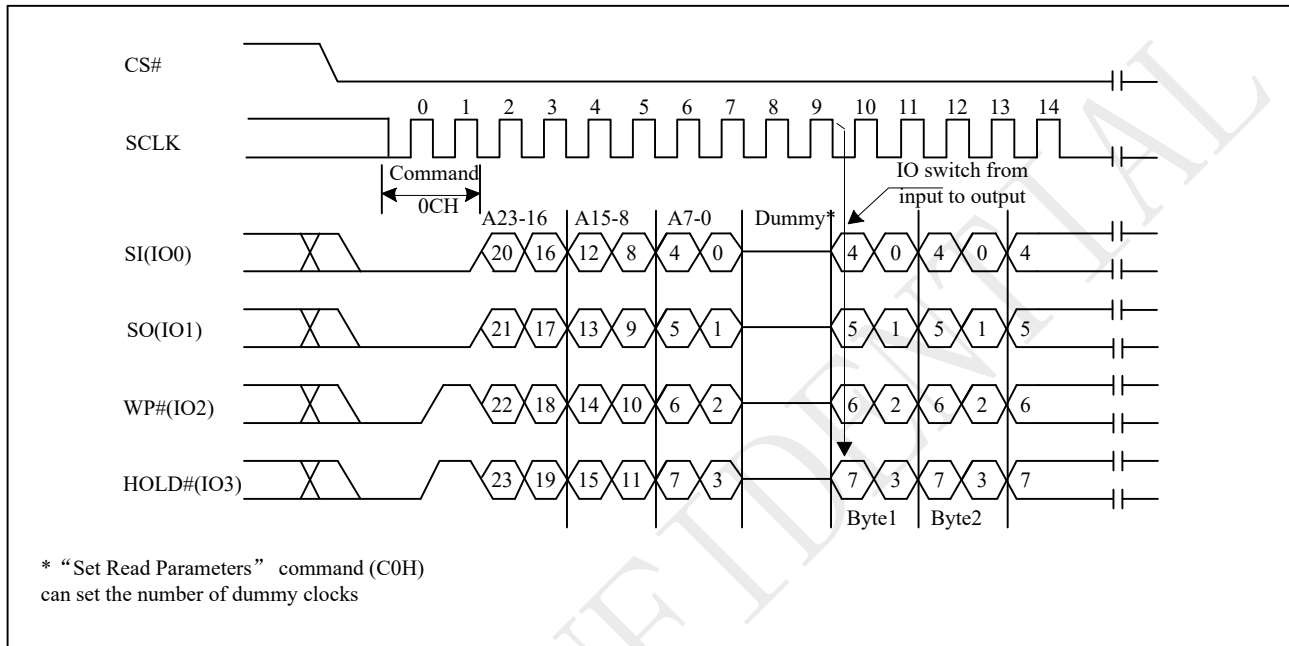 CS#
0 1 2 3 4 5 6 7 8 9 10 11 12 13 14
SCLK
Command
0CH
IO switch from
input to output
A23-16 A15-8 A7-0 Dummy*
SI(IO0) 20 16 12 8 4 0 4 0 4 0 4
SO(IO1) 21 17 13 9 5 1 5 1 5 1 5
WP#(IO2) 22 18 14 10 6 2 6 2 6 2 6
HOLD#(IO3) 23 19 15 11 7 3 7 3 7 3 7
Byte1 Byte2
* “Set Read Parameters” command (C0H)
can set the number of dummy clocks
FIDENTIAL